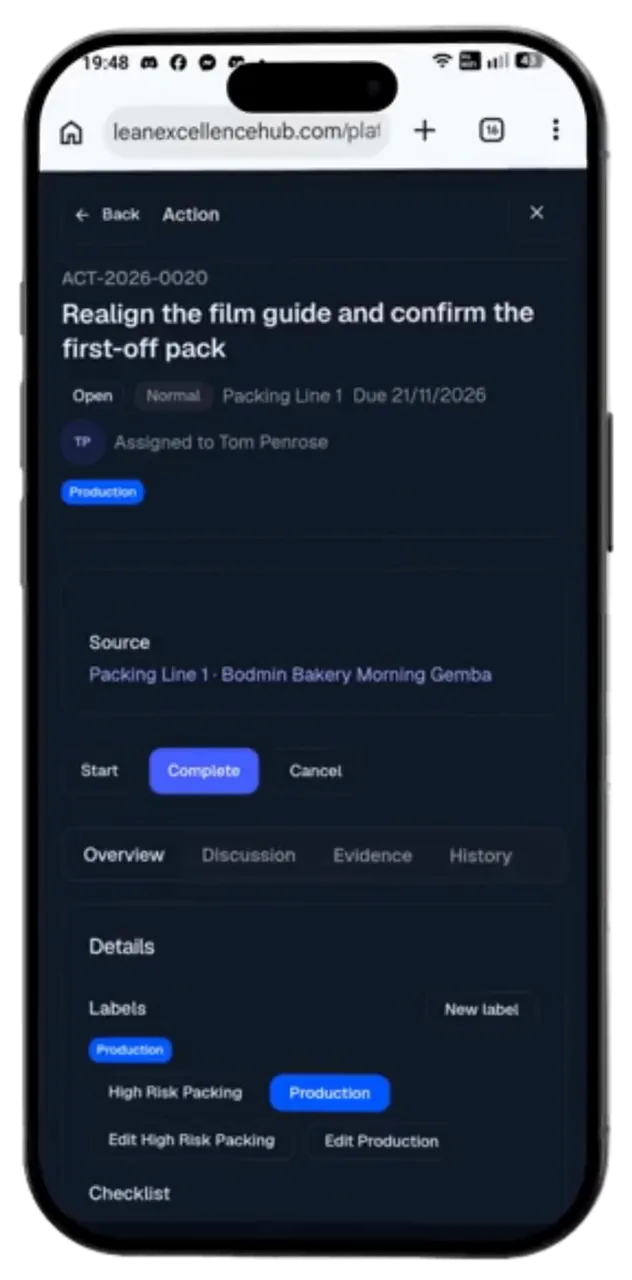 19:48
leanexcellencehub.com/plat
16
← Back Action
ACT-2026-0020
Realign the film guide and confirm the
first-off pack
Open Normal Packing Line 1 Due 21/11/2026
TP Assigned to Tom Penrose
Production
Source
Packing Line 1 · Bodmin Bakery Morning Gemba
Start Complete Cancel
Overview Discussion Evidence History
Details
Labels New label
Production
High Risk Packing Production
Edit High Risk Packing Edit Production
Checklist